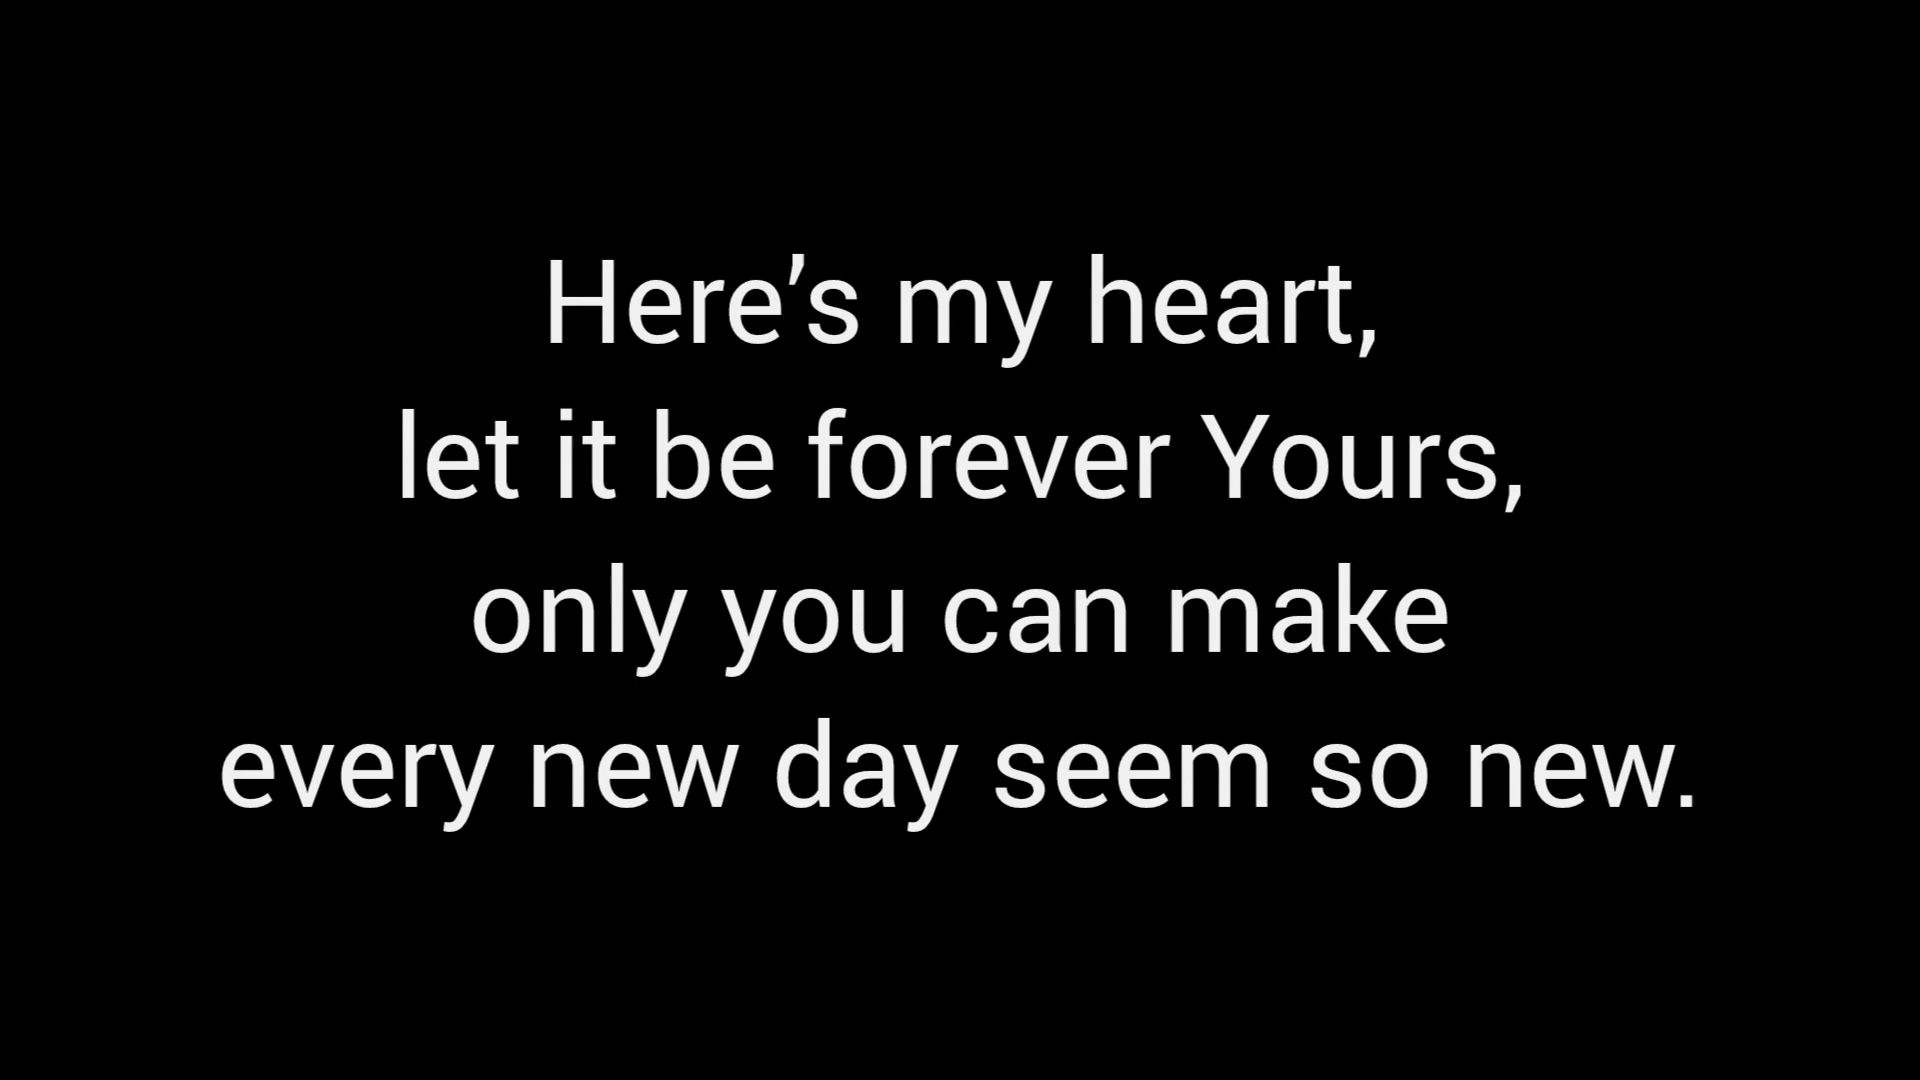 Here’s my heart,
let it be forever Yours,
only you can make
every new day seem so new.